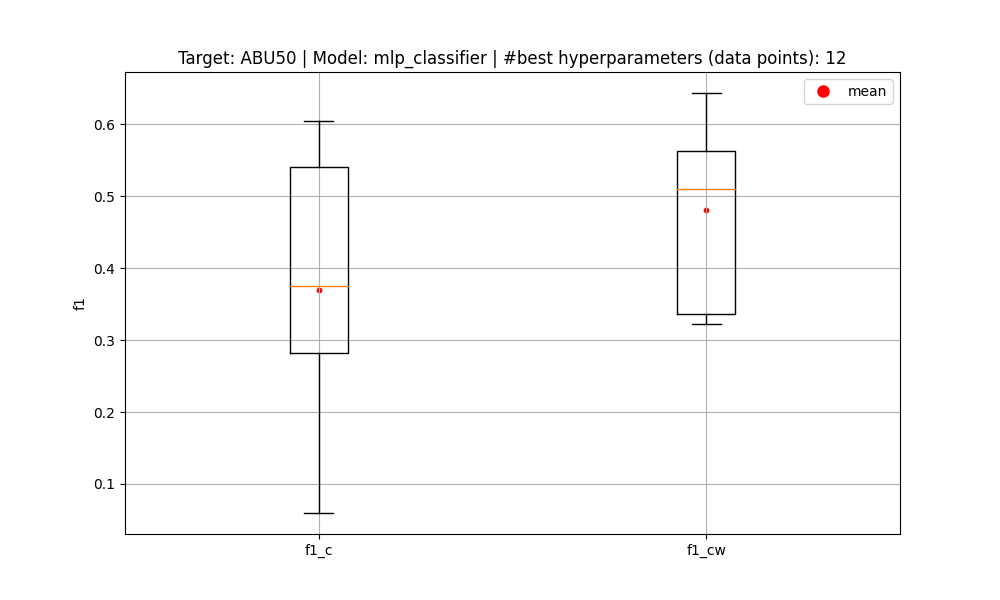 Target: ABU50 | Model: mlp_classifier | #best hyperparameters (data points): 12
mean
0.6
0.5
0.4
0.3
0.2
0.1
f1
f1_c
f1_cw